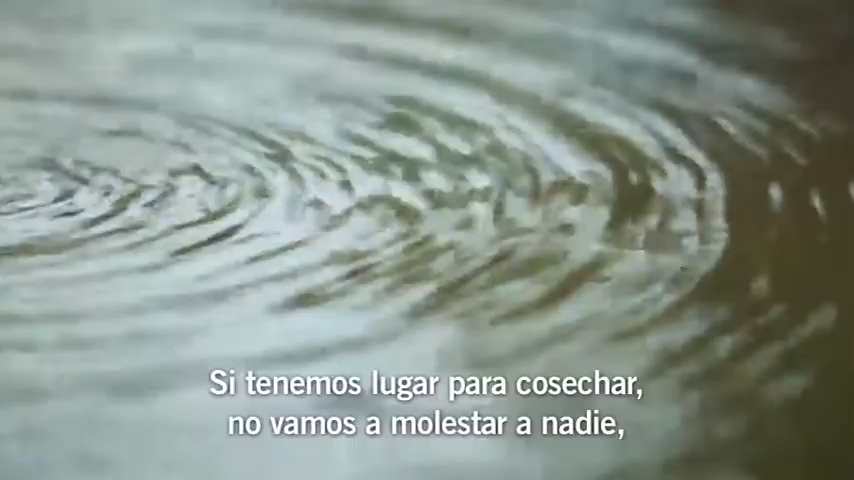 Si tenemos lugar para cosechar,
no vamos a molestar a nadie,